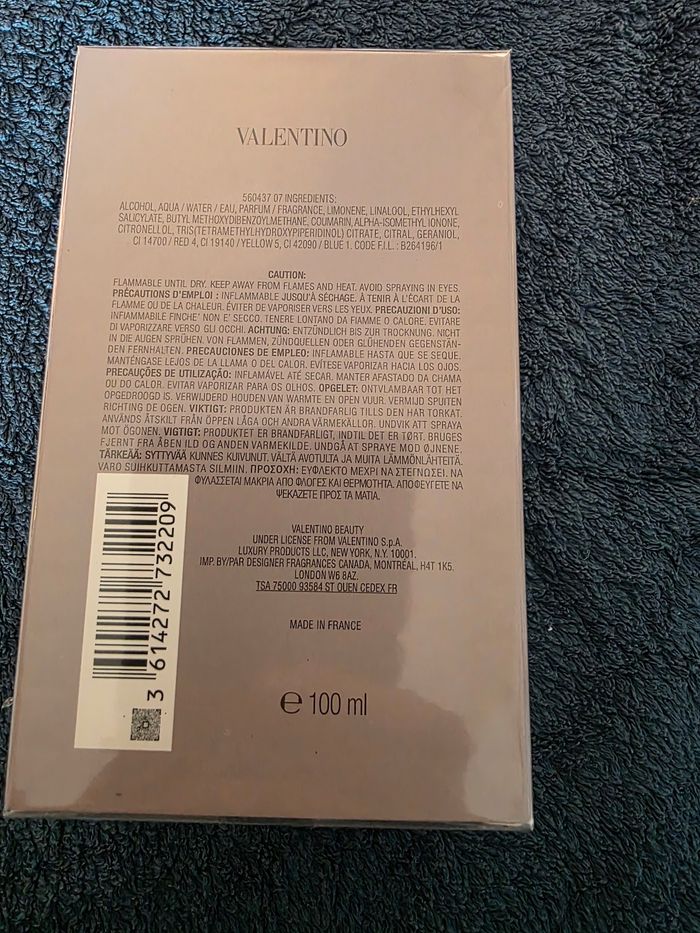 VALENTINO
560437 07 INGREDIENTS:
ALCOHOL, AQUA / WATER / EAU, PARFUM / FRAGRANCE, LIMONENE, LINALOOL, ETHYLHEXYL
SALICYLATE, BUTYL METHOXYDIBENZOYLMETHANE, COUMARIN, ALPHA-ISOMETHYL IONONE,
CITRONELLOL, TRIS(TETRAMETHYLHYDROXYPIPERIDINOL) CITRATE, CITRAL, GERANIOL,
CI 14700 / RED 4, CI 19140 / YELLOW 5, CI 42090 / BLUE 1. CODE F.I.L. : B264196/1
CAUTION:
FLAMMABLE UNTIL DRY. KEEP AWAY FROM FLAMES AND HEAT. AVOID SPRAYING IN EYES.
PRÉCAUTIONS D'EMPLOI : INFLAMMABLE JUSQU'À SÉCHAGE. À TENIR À L'ÉCART DE LA
FLAMME OU DE LA CHALEUR. ÉVITER DE VAPORISER VERS LES YEUX. PRECAUZIONI D'USO:
INFIAMMABILE FINCHE' NON E' SECCO. TENERE LONTANO DA FIAMME O CALORE. EVITARE
DI VAPORIZZARE VERSO GLI OCCHI. ACHTUNG: ENTZÜNDLICH BIS ZUR TROCKNUNG. NICHT
IN DIE AUGEN SPRÜHEN. VON FLAMMEN, ZÜNDQUELLEN ODER GLÜHENDEN GEGENSTÄN-
DEN FERNHALTEN. PRECAUCIONES DE EMPLEO: INFLAMABLE HASTA QUE SE SEQUE.
MANTÉNGASE LEJOS DE LA LLAMA O DEL CALOR. EVÍTESE VAPORIZAR HACIA LOS OJOS.
PRECAUÇÕES DE UTILIZAÇÃO: INFLAMÁVEL ATÉ SECAR. MANTER AFASTADO DA CHAMA
OU DO CALOR. EVITAR VAPORIZAR PARA OS OLHOS. OPGELET: ONTVLAMBAAR TOT HET
OPGEDROOGD IS. VERWIJDERD HOUDEN VAN WARMTE EN OPEN VUUR. VERMIJD SPUITEN
RICHTING DE OGEN. VIKTIGT: PRODUKTEN ÄR BRANDFARLIG TILLS DEN HAR TORKAT.
ANVÄNDS ÅTSKILT FRÅN ÖPPEN LÅGA OCH ANDRA VÄRMEKÄLLOR. UNDVIK ATT SPRAYA
MOT ÖGONEN. VIGTIGT: PRODUKTET ER BRANDFARLIGT, INDTIL DET ER TØRT. BRUGES
FJERNT FRA ÅBEN ILD OG ANDEN VARMEKILDE. UNDGÅ AT SPRAYE MOD ØJNENE.
TÄRKEÄÄ: SYTTYVÄÄ KUNNES KUIVUNUT. VÄLTÄ AVOTULTA JA MUITA LÄMMÖNLÄHTEITÄ.
VARO SUIHKUTTAMASTA SILMIIN. ΠΡΟΣΟΧΗ: ΕΥΦΛΕΚΤΟ ΜΕΧΡΙ ΝΑ ΣΤΕΓΝΩΣΕΙ. ΝΑ
ΦΥΛΑΣΣΕΤΑΙ ΜΑΚΡΙΑ ΑΠΟ ΦΛΟΓΕΣ ΚΑΙ ΘΕΡΜΟΤΗΤΑ. ΑΠΟΦΕΥΓΕΤΕ ΝΑ
ΨΕΚΑΖΕΤΕ ΠΡΟΣ ΤΑ ΜΑΤΙΑ.
VALENTINO BEAUTY
UNDER LICENSE FROM VALENTINO S.p.A.
LUXURY PRODUCTS LLC, NEW YORK, N.Y. 10001.
IMP. BY/PAR DESIGNER FRAGRANCES CANADA, MONTRÉAL, H4T 1K5.
LONDON W6 8AZ.
TSA 75000 93584 ST OUEN CEDEX FR
MADE IN FRANCE
3 614272 732209
℮ 100 ml